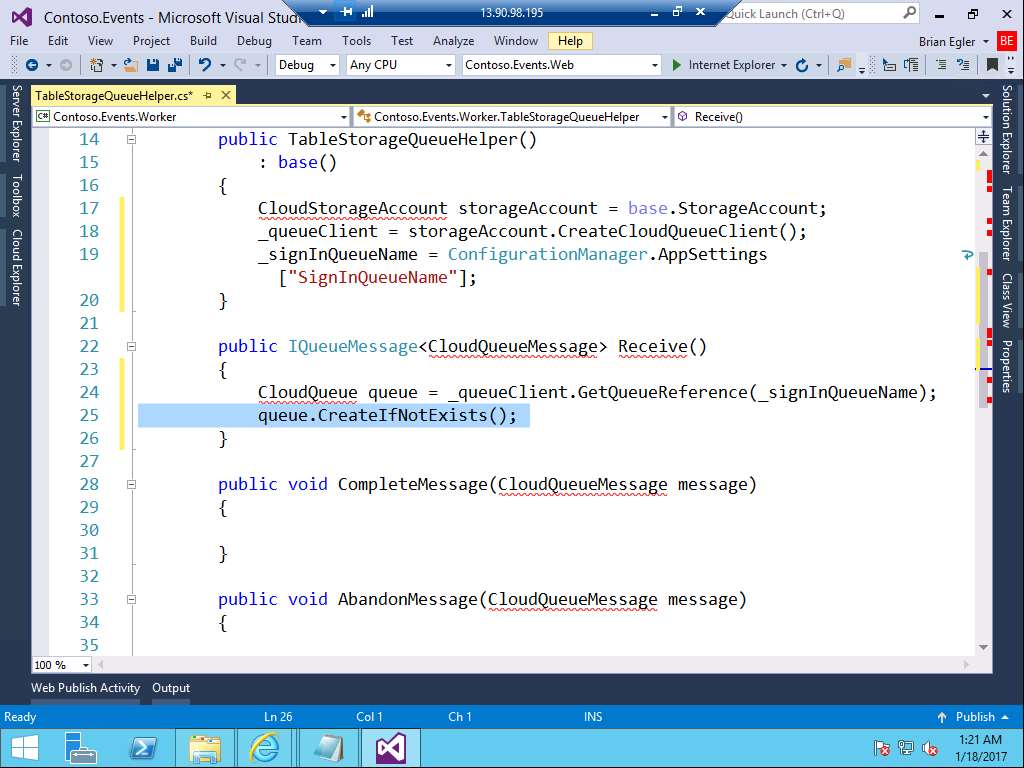 Contoso.Events - Microsoft Visual Stu
13.90.98.195
Quick Launch (Ctrl+Q)
File Edit View Project Build Debug Team Tools Test Analyze Window Help
Brian Egler BE
Debug Any CPU Contoso.Events.Web Internet Explorer
TableStorageQueueHelper.cs*
Contoso.Events.Worker Contoso.Events.Worker.TableStorageQueueHelper Receive()
Server Explorer
Toolbox
Cloud Explorer
14 public TableStorageQueueHelper()
15 : base()
16 {
17 CloudStorageAccount storageAccount = base.StorageAccount;
18 _queueClient = storageAccount.CreateCloudQueueClient();
19 _signInQueueName = ConfigurationManager.AppSettings
["SignInQueueName"];
20 }
21
22 public IQueueMessage<CloudQueueMessage> Receive()
23 {
24 CloudQueue queue = _queueClient.GetQueueReference(_signInQueueName);
25 queue.CreateIfNotExists();
26 }
27
28 public void CompleteMessage(CloudQueueMessage message)
29 {
30
31 }
32
33 public void AbandonMessage(CloudQueueMessage message)
34 {
35
Solution Explorer
Team Explorer
Class View
Properties
100 %
Web Publish Activity Output
Ready Ln 26 Col 1 Ch 1 INS Publish
1:21 AM
1/18/2017